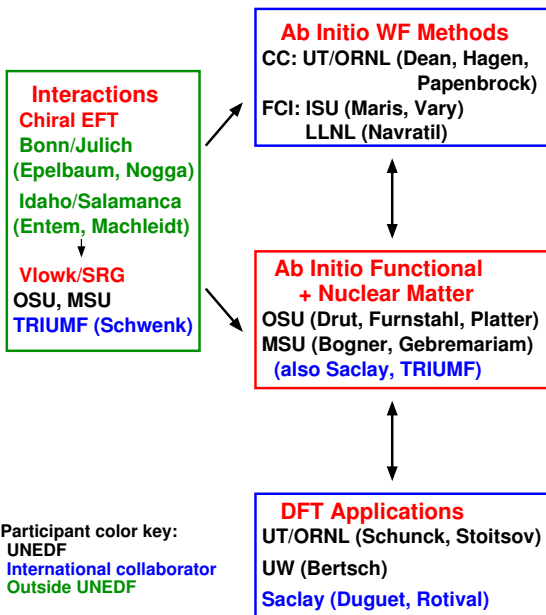 Interactions
Chiral EFT
Bonn/Julich
(Epelbaum, Nogga)
Idaho/Salamanca
(Entem, Machleidt)
Vlowk/SRG
OSU, MSU
TRIUMF (Schwenk)
Ab Initio WF Methods
CC: UT/ORNL (Dean, Hagen,
Papenbrock)
FCI: ISU (Maris, Vary)
LLNL (Navratil)
Ab Initio Functional
+ Nuclear Matter
OSU (Drut, Furnstahl, Platter)
MSU (Bogner, Gebremariam)
(also Saclay, TRIUMF)
DFT Applications
UT/ORNL (Schunck, Stoitsov)
UW (Bertsch)
Saclay (Duguet, Rotival)
Participant color key:
UNEDF
International collaborator
Outside UNEDF